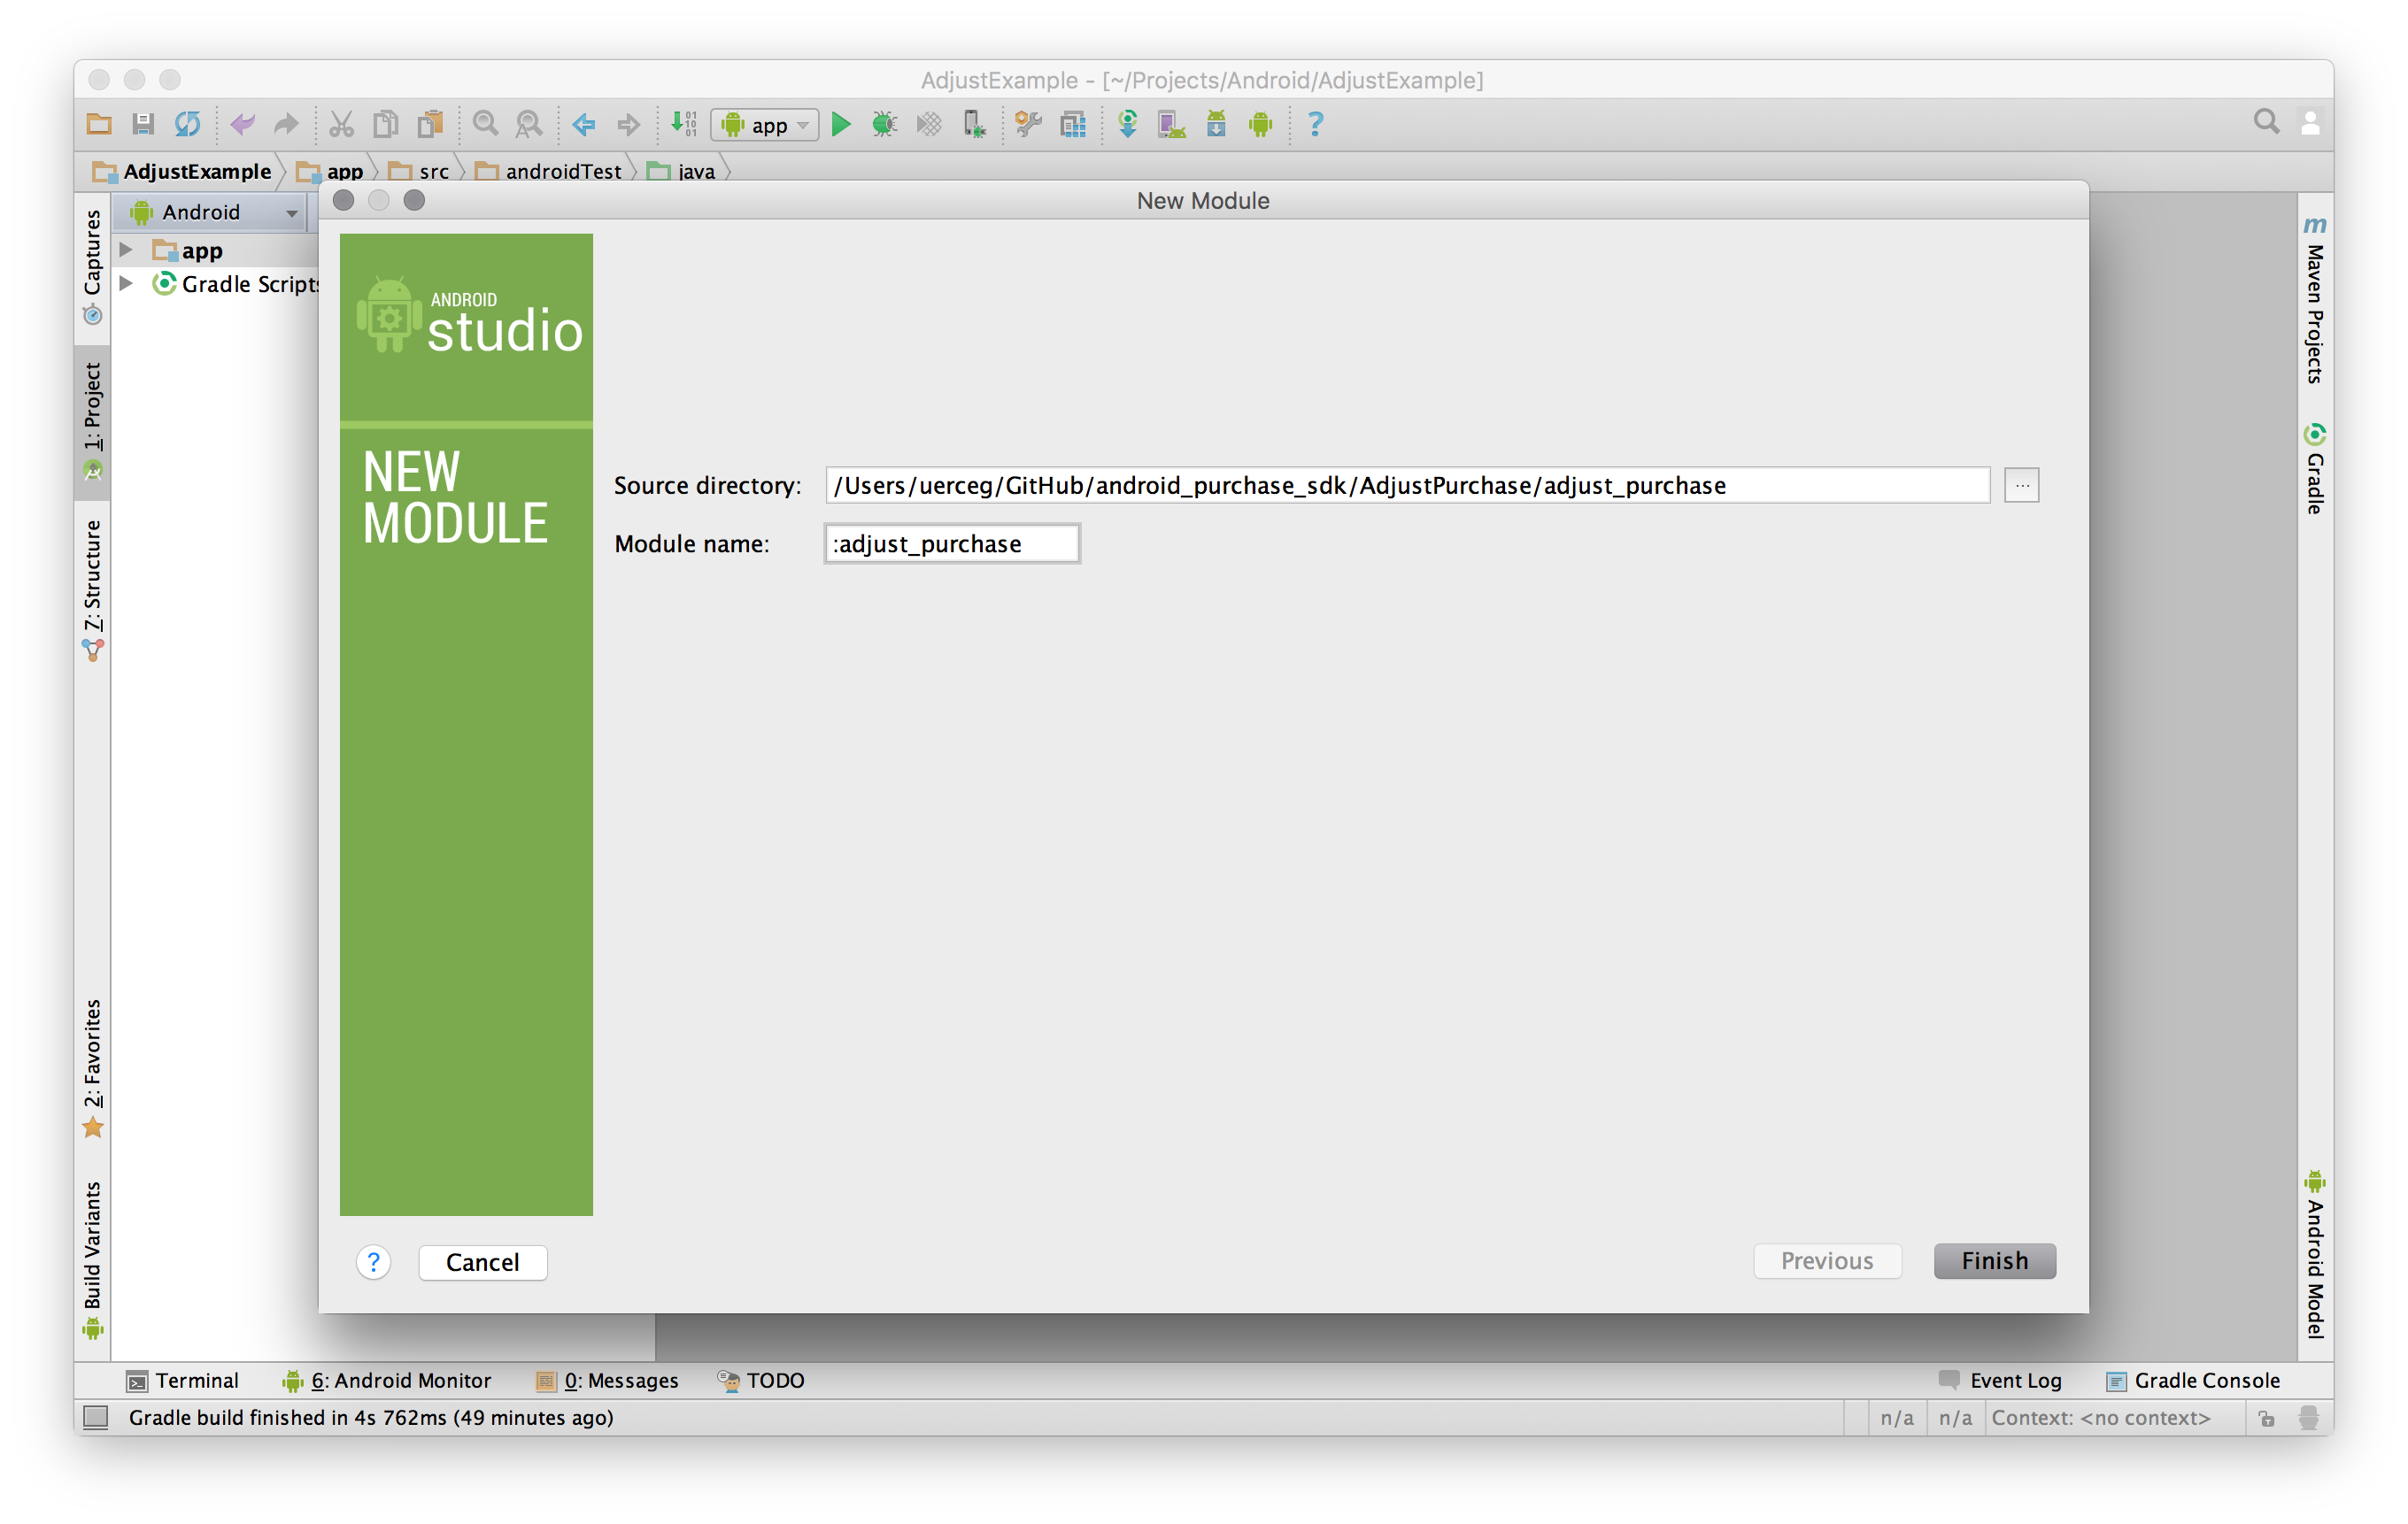 AdjustExample - [~/Projects/Android/AdjustExample]
app
?
AdjustExample
app
src
androidTest
java
Captures
1: Project
7: Structure
2: Favorites
Build Variants
Android
app
Gradle Scripts
New Module
ANDROID
studio
NEW
MODULE
Source directory: /Users/uerceg/GitHub/android_purchase_sdk/AdjustPurchase/adjust_purchase ...
Module name: :adjust_purchase
? Cancel Previous Finish
m Maven Projects
Gradle
Android Model
Terminal 6: Android Monitor 0: Messages TODO Event Log Gradle Console
Gradle build finished in 4s 762ms (49 minutes ago) n/a n/a Context: <no context>